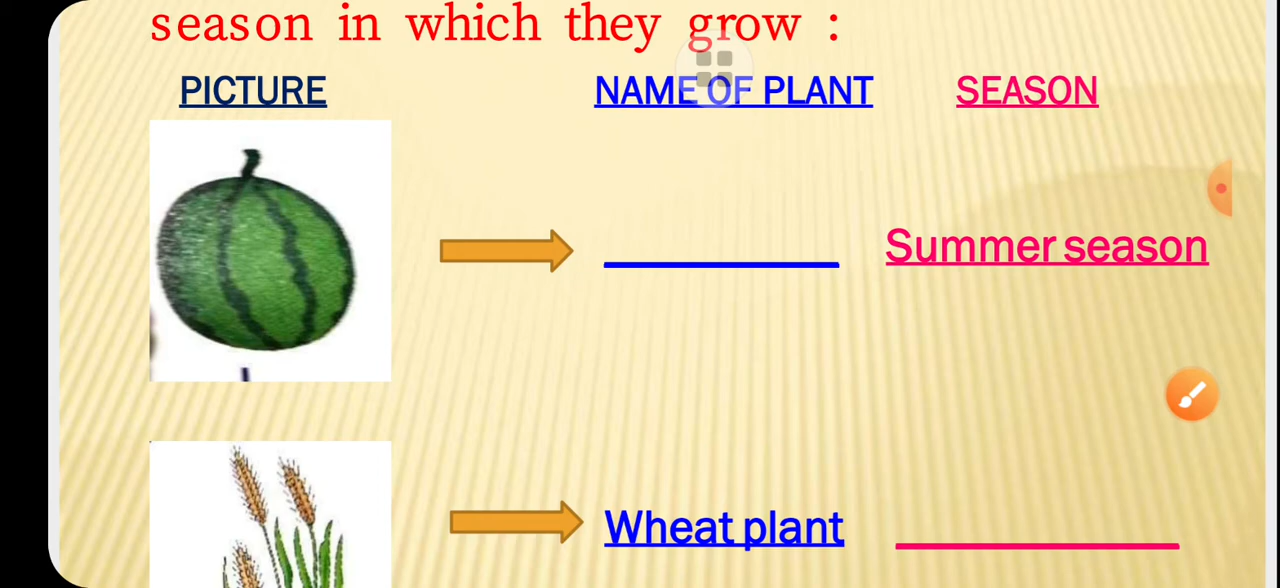 season in which they grow :
PICTURE NAME OF PLANT SEASON
Summer season
Wheat plant